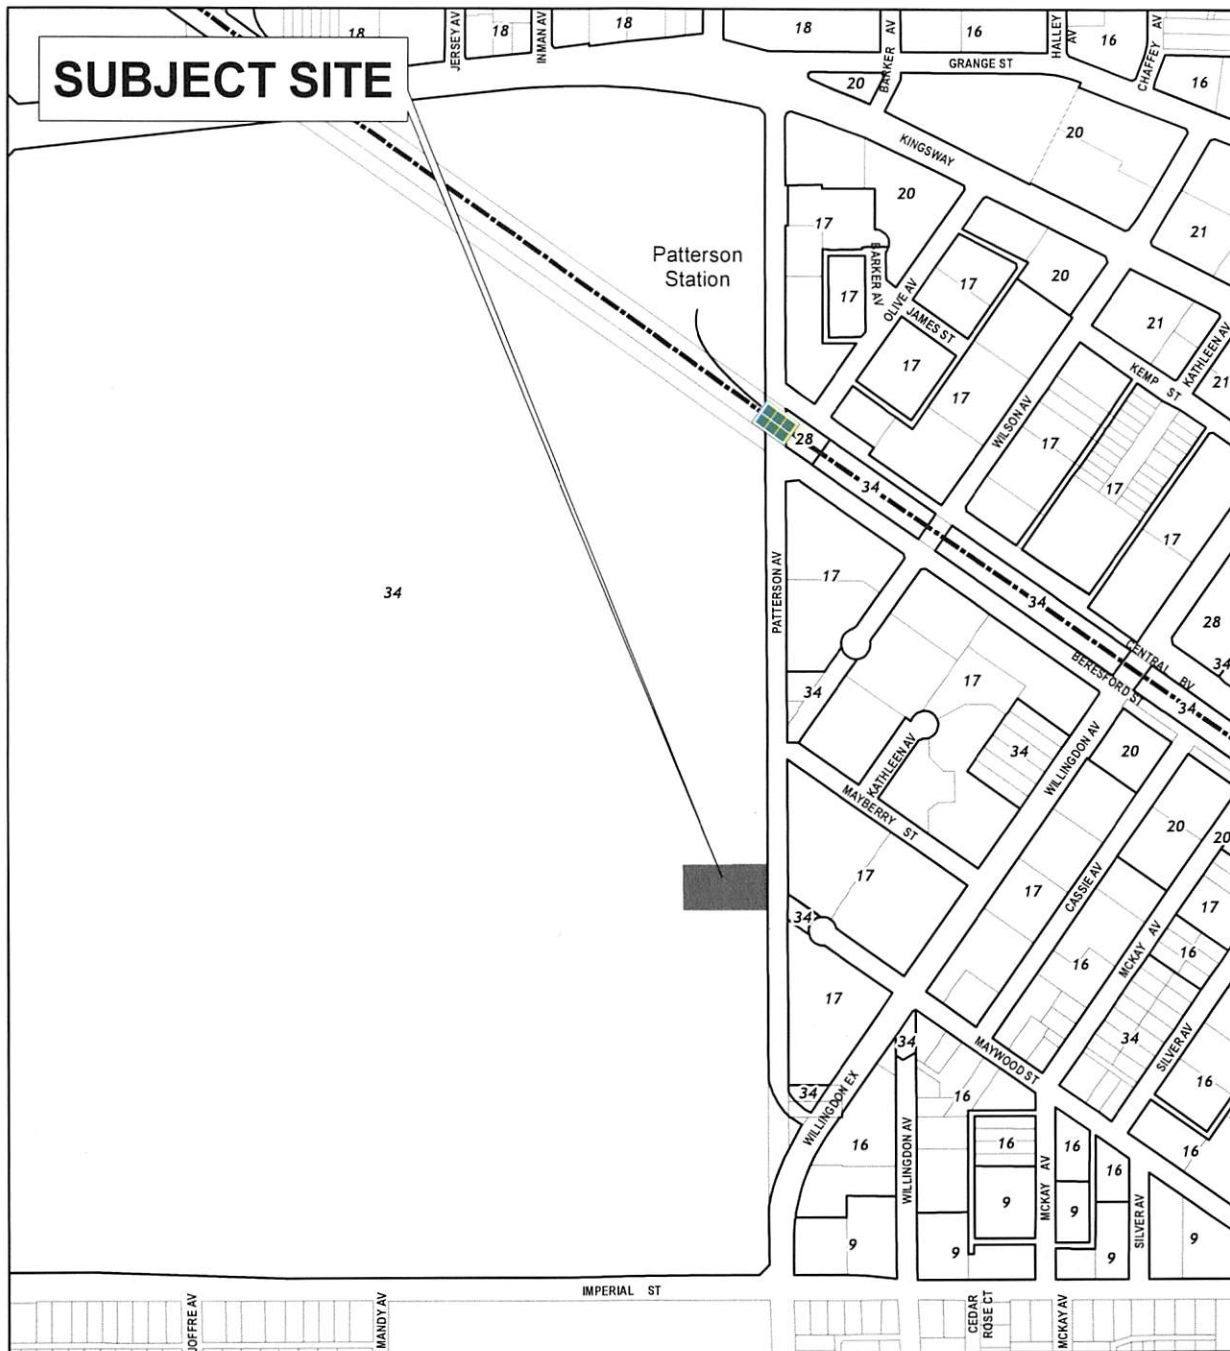 18
JERSEY AV
18
INMAN AV
18
18
BARKER AV
16
HALLEY AV
16
CHAFFEY AV
SUBJECT SITE
GRANGE ST
20
16
KINGSWAY
20
20
17
21
BARKER AV
Patterson
Station
17
OLIVE AV
17
20
JAMES ST
21
KATHLEEN AV
17
KEMP ST
21
17
WILSON AV
17
28
34
17
17
PATTERSON AV
17
34
34
28
CENTRAL BV
34
BERESFORD ST
34
17
34
34
WILLINGDON AV
20
KATHLEEN AV
MAYBERRY ST
20
20
17
17
CASSIE AV
17
34
MCKAY AV
16
16
17
34
MAYWOOD ST
34
SILVER AV
34
WILLINGDON EX
16
16
16
WILLINGDON AV
16
MCKAY AV
16
16
16
9
9
SILVER AV
9
9
9
9
IMPERIAL ST
JOFFRE AV
MANDY AV
CEDAR
ROSE CT
MCKAY AV